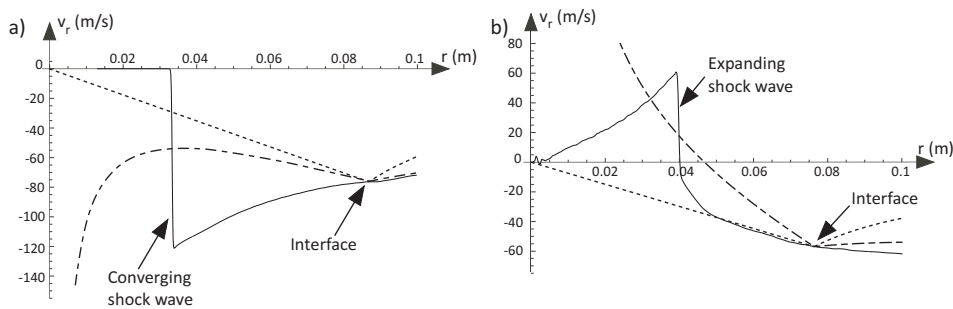 a)
v_r (m/s)
r (m)
0.02
0.04
0.06
0.08
0.1
0
-20
-40
-60
-80
-100
-120
-140
Interface
Converging
shock wave
b)
v_r (m/s)
80
60
40
20
0
-20
-40
-60
Expanding
shock wave
r (m)
0.02
0.04
0.06
0.08
0.1
Interface